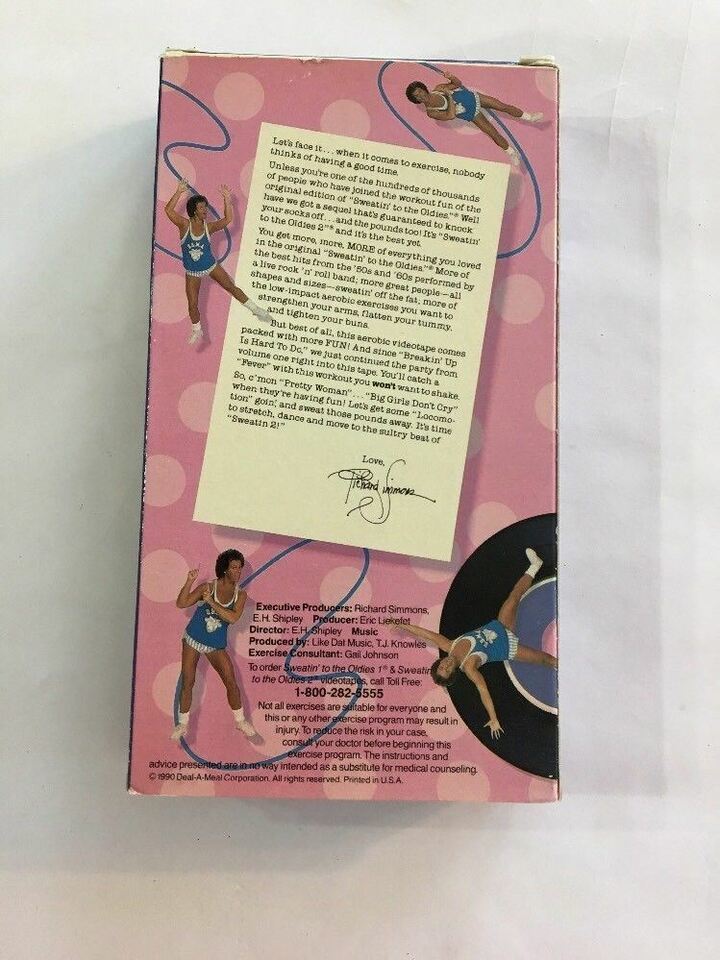 Let's face it... when it comes to exercise, nobody
thinks of having a good time.
Unless you're one of the hundreds of thousands
of people who have joined the workout fun of the
original edition of "Sweatin' to the Oldies."® Well
have we got a sequel that's guaranteed to knock
your socks off... and the pounds too! It's "Sweatin'
to the Oldies 2"® and it's the best yet.
You get more, more, MORE of everything you loved
in the original "Sweatin' to the Oldies."® More of
the best hits from the '50s and '60s performed by
a live rock 'n' roll band; more great people—all
shapes and sizes—sweatin' off the fat; more of
the low-impact aerobic exercises you want to
strengthen your arms, flatten your tummy,
and tighten your buns.
But best of all, this aerobic videotape comes
packed with more FUN! And since "Breakin' Up
Is Hard To Do," we just continued the party from
volume one right into this tape. You'll catch a
"Fever" with this workout you won't want to shake.
So, c'mon "Pretty Woman"... "Big Girls Don't Cry"
when they're having fun! Let's get some "Locomo-
tion" goin', and sweat those pounds away. It's time
to stretch, dance and move to the sultry beat of
"Sweatin 2!"
Love,
Richard Simmons
Executive Producers: Richard Simmons,
E.H. Shipley Producer: Eric Liekefet
Director: E.H. Shipley Music
Produced by: Like Dat Music, T.J. Knowles
Exercise Consultant: Gail Johnson
To order Sweatin' to the Oldies 1® & Sweatin'
to the Oldies 2® videotapes, call Toll Free:
1-800-282-5555
Not all exercises are suitable for everyone and
this or any other exercise program may result in
injury. To reduce the risk in your case,
consult your doctor before beginning this
exercise program. The instructions and
advice presented are in no way intended as a substitute for medical counseling.
© 1990 Deal-A-Meal Corporation. All rights reserved. Printed in U.S.A.